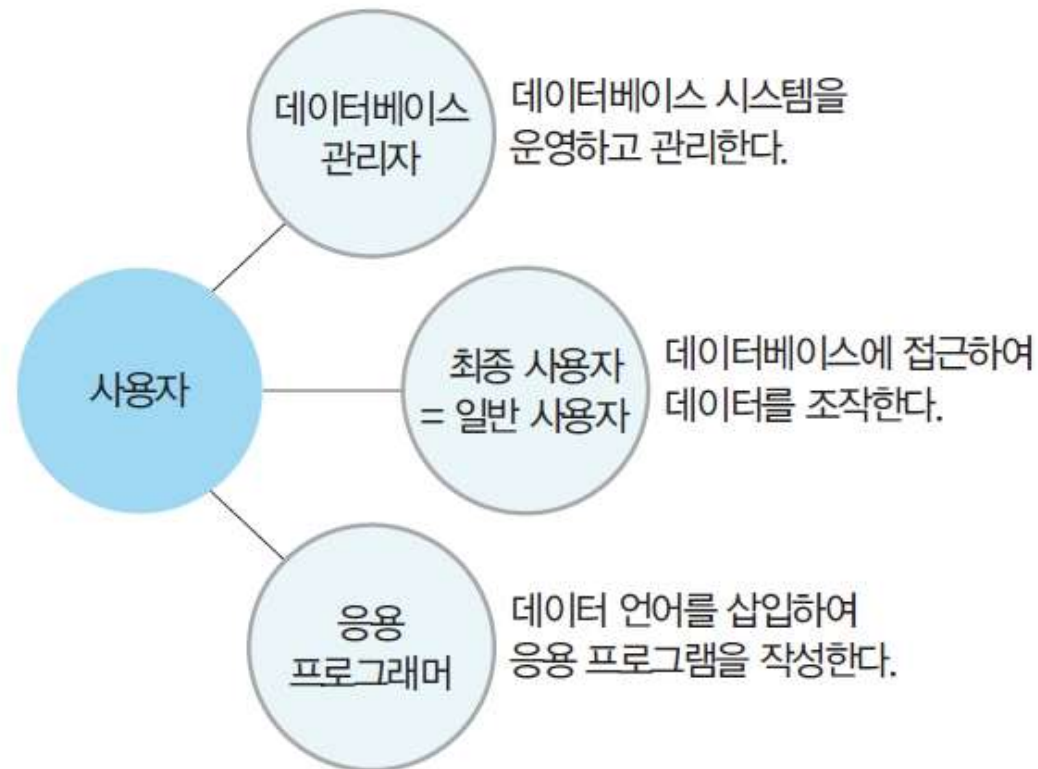 데이터베이스
관리자
데이터베이스 시스템을
운영하고 관리한다.
사용자
최종 사용자
= 일반 사용자
데이터베이스에 접근하여
데이터를 조작한다.
응용
프로그래머
데이터 언어를 삽입하여
응용 프로그램을 작성한다.